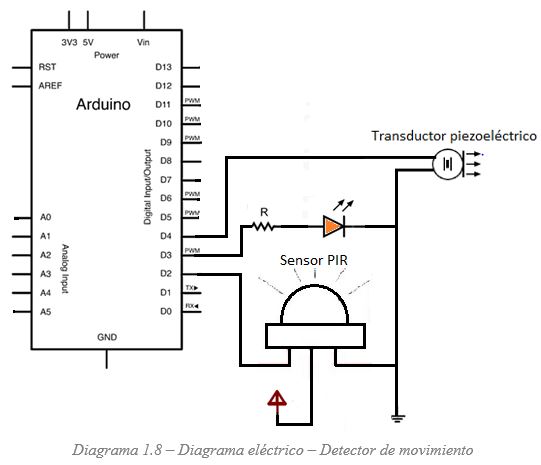 3V3 5V Vin
Power
RST
AREF
Arduino
D13
D12
D11 PWM
D10 PWM
D9 PWM
D8
D7
D6 PWM
D5 PWM
D4
D3 PWM
D2
D1 TX▶
D0 RX◀
Digital Input/Output
A0
A1
A2
A3
A4
A5
Analog Input
GND
Transductor piezoeléctrico
R
Sensor PIR
Diagrama 1.8 – Diagrama eléctrico – Detector de movimiento